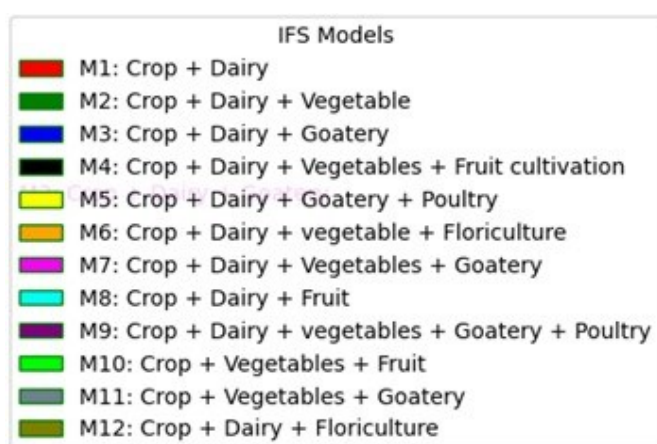 IFS Models
M1: Crop + Dairy
M2: Crop + Dairy + Vegetable
M3: Crop + Dairy + Goatery
M4: Crop + Dairy + Vegetables + Fruit cultivation
M5: Crop + Dairy + Goatery + Poultry
M6: Crop + Dairy + vegetable + Floriculture
M7: Crop + Dairy + Vegetables + Goatery
M8: Crop + Dairy + Fruit
M9: Crop + Dairy + vegetables + Goatery + Poultry
M10: Crop + Vegetables + Fruit
M11: Crop + Vegetables + Goatery
M12: Crop + Dairy + Floriculture